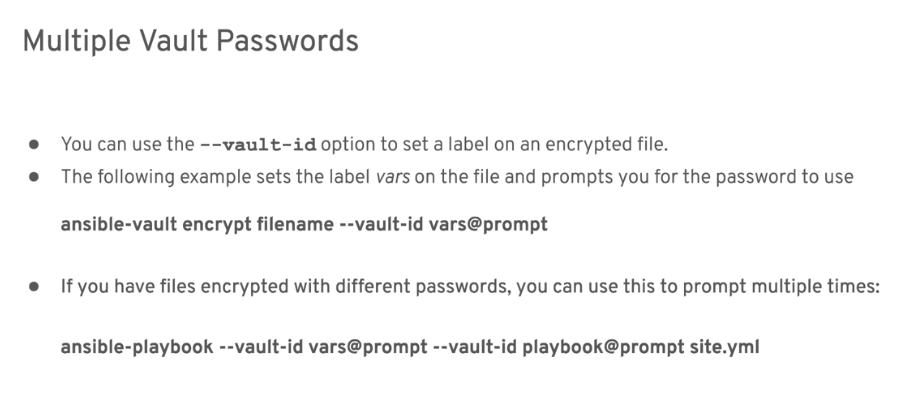 Multiple Vault Passwords
● You can use the --vault-id option to set a label on an encrypted file.
● The following example sets the label vars on the file and prompts you for the password to use
ansible-vault encrypt filename --vault-id vars@prompt
● If you have files encrypted with different passwords, you can use this to prompt multiple times:
ansible-playbook --vault-id vars@prompt --vault-id playbook@prompt site.yml